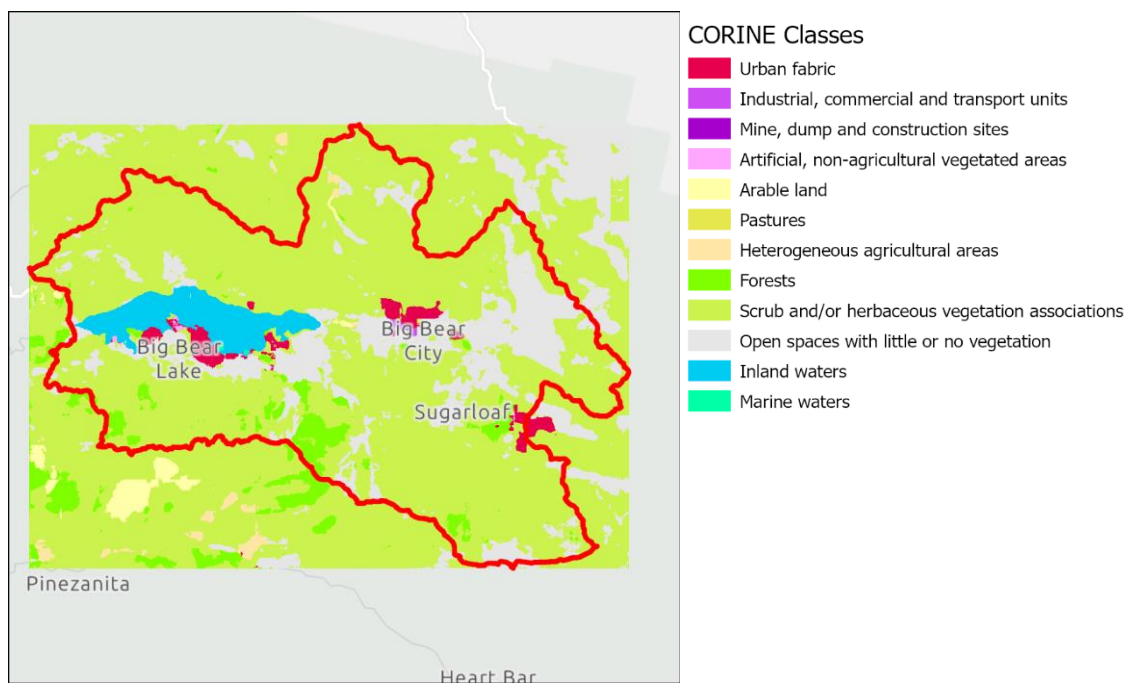 Big Bear
Lake
Big Bear
City
Sugarloaf
Pinezanita
Heart Bar
CORINE Classes
Urban fabric
Industrial, commercial and transport units
Mine, dump and construction sites
Artificial, non-agricultural vegetated areas
Arable land
Pastures
Heterogeneous agricultural areas
Forests
Scrub and/or herbaceous vegetation associations
Open spaces with little or no vegetation
Inland waters
Marine waters